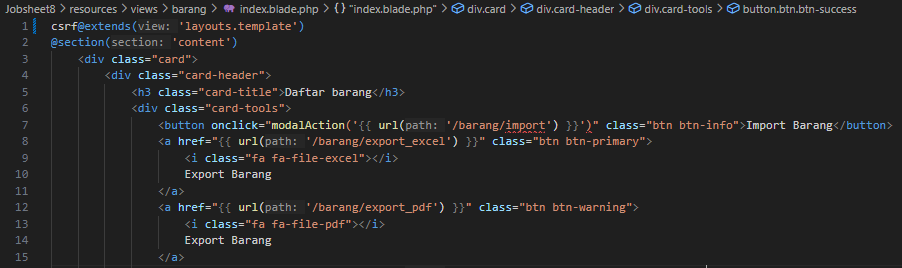 Jobsheet8 > resources > views > barang > index.blade.php > {} "index.blade.php" > div.card > div.card-header > div.card-tools > button.btn.btn-success
1 csrf@extends(view: 'layouts.template')
2 @section(section: 'content')
3 <div class="card">
4 <div class="card-header">
5 <h3 class="card-title">Daftar barang</h3>
6 <div class="card-tools">
7 <button onclick="modalAction('{{ url(path: '/barang/import') }}')" class="btn btn-info">Import Barang</button>
8 <a href="{{ url(path: '/barang/export_excel') }}" class="btn btn-primary">
9 <i class="fa fa-file-excel"></i>
10 Export Barang
11 </a>
12 <a href="{{ url(path: '/barang/export_pdf') }}" class="btn btn-warning">
13 <i class="fa fa-file-pdf"></i>
14 Export Barang
15 </a>